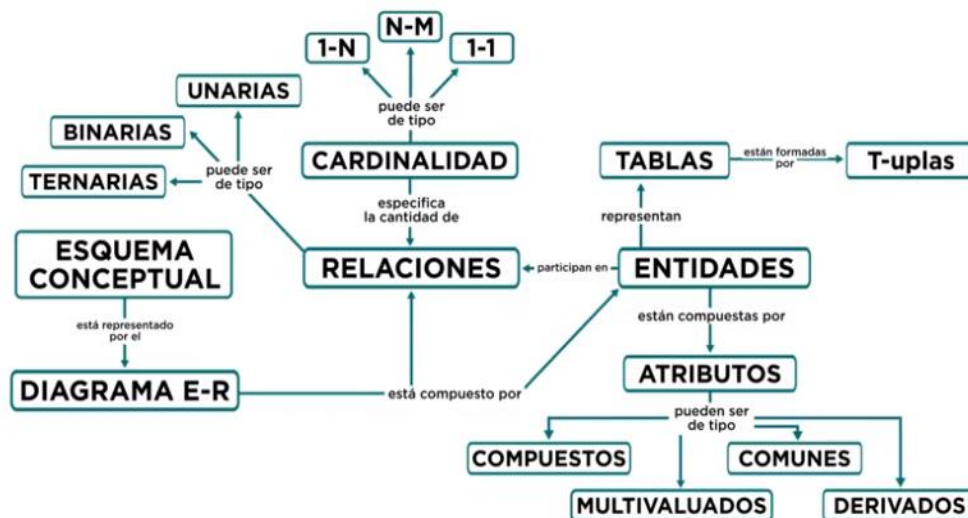 N-M
1-N
1-1
UNARIAS
puede ser
de tipo
BINARIAS
CARDINALIDAD
TABLAS
están formadas
por
T-uplas
puede ser
de tipo
TERNARIAS
especifica
la cantidad de
representan
ESQUEMA
CONCEPTUAL
RELACIONES
participan en
ENTIDADES
están compuestas por
está representado
por el
ATRIBUTOS
DIAGRAMA E-R
está compuesto por
pueden ser
de tipo
COMPUESTOS
COMUNES
MULTIVALUADOS
DERIVADOS